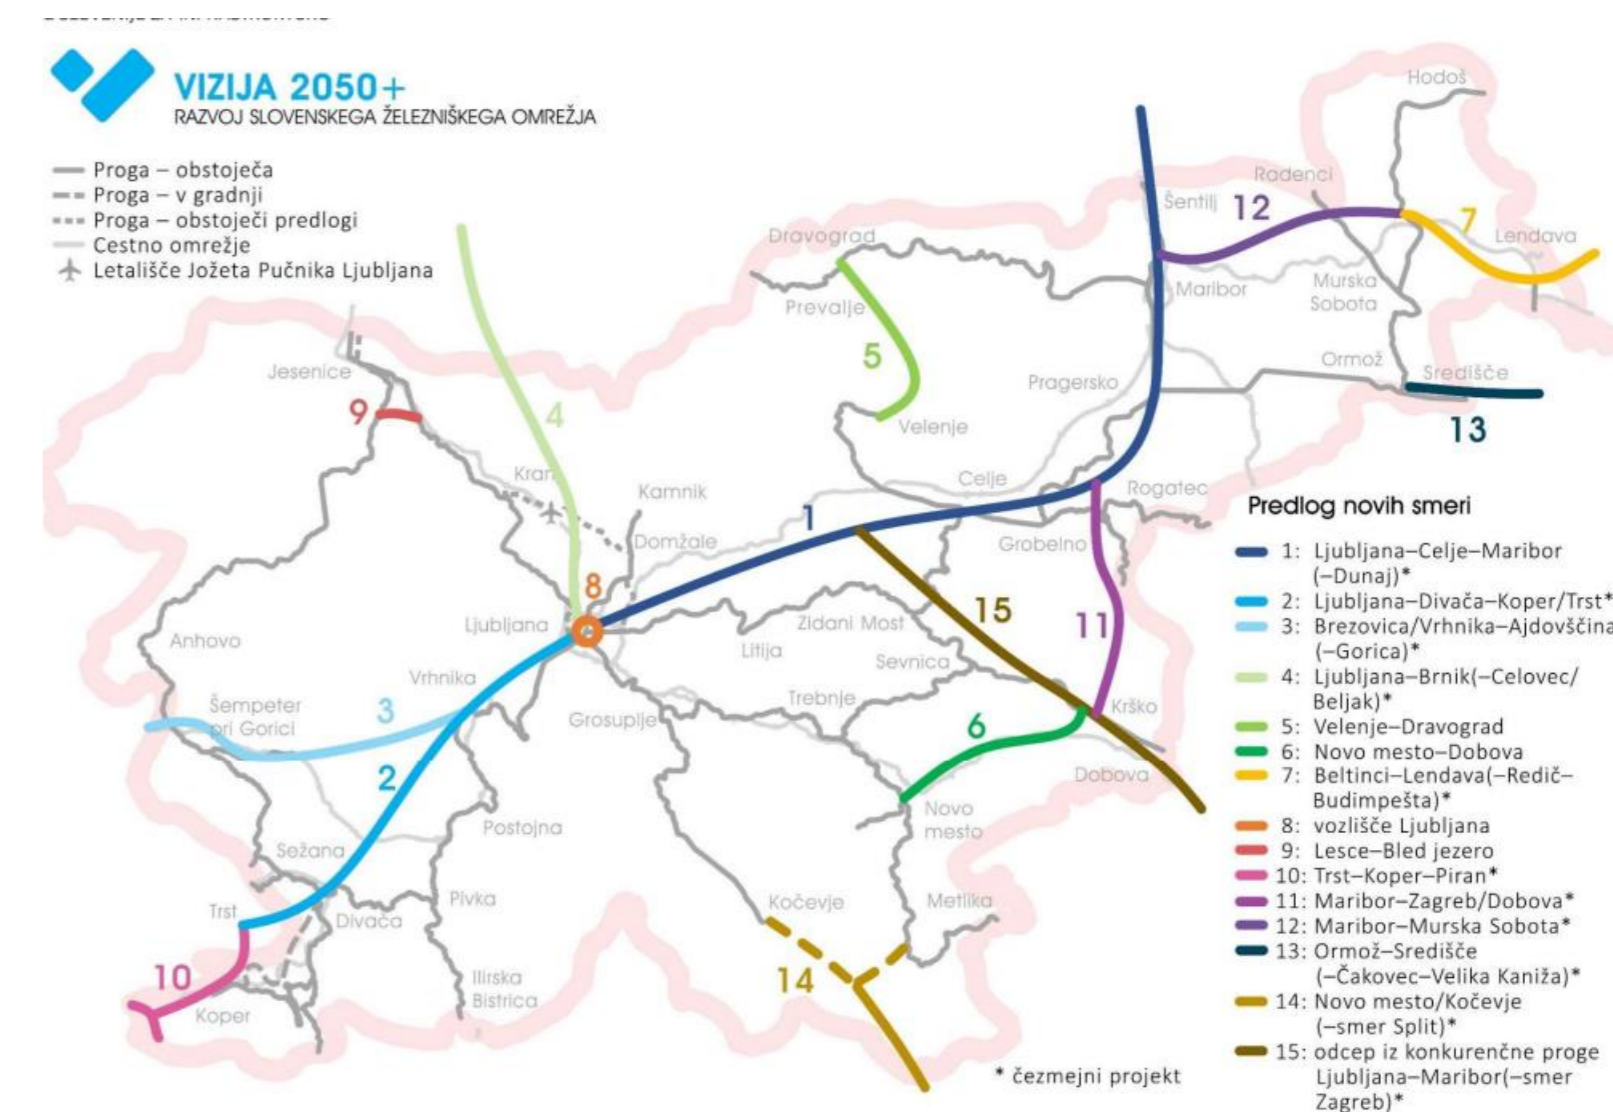 VIZIJA 2050+
RAZVOJ SLOVENSKEGA ŽELEZNIŠKEGA OMREŽJA
Proga – obstoječa
Proga – v gradnji
Proga – obstoječi predlogi
Cestno omrežje
Letališče Jožeta Pučnika Ljubljana
Hodoš
Radenci
Šentilj
12
7
Lendava
Dravograd
Maribor
Murska
Sobota
Prevalje
5
Ormož
Središče
Jesenice
Pragersko
9
4
Velenje
13
Kranj
Kamnik
Celje
Rogatec
1
Domžale
Grobelno
8
15
11
Ljubljana
Anhovo
Zidani Most
Litija
Sevnica
Vrhnika
Trebnje
Krško
Šempeter
pri Gorici
3
Grosuplje
6
2
Dobova
Novo
mesto
Postojna
Sežana
Pivka
Kočevje
Metlika
Trst
Divača
10
14
Ilirska
Bistrica
Koper
* čezmejni projekt
Predlog novih smeri
1: Ljubljana–Celje–Maribor
(–Dunaj)*
2: Ljubljana–Divača–Koper/Trst*
3: Brezovica/Vrhnika–Ajdovščina
(–Gorica)*
4: Ljubljana–Brnik(–Celovec/
Beljak)*
5: Velenje–Dravograd
6: Novo mesto–Dobova
7: Beltinci–Lendava(–Redič–
Budimpešta)*
8: vozlišče Ljubljana
9: Lesce–Bled jezero
10: Trst–Koper–Piran*
11: Maribor–Zagreb/Dobova*
12: Maribor–Murska Sobota*
13: Ormož–Središče
(–Čakovec–Velika Kaniža)*
14: Novo mesto/Kočevje
(–smer Split)*
15: odcep iz konkurenčne proge
Ljubljana–Maribor(–smer
Zagreb)*